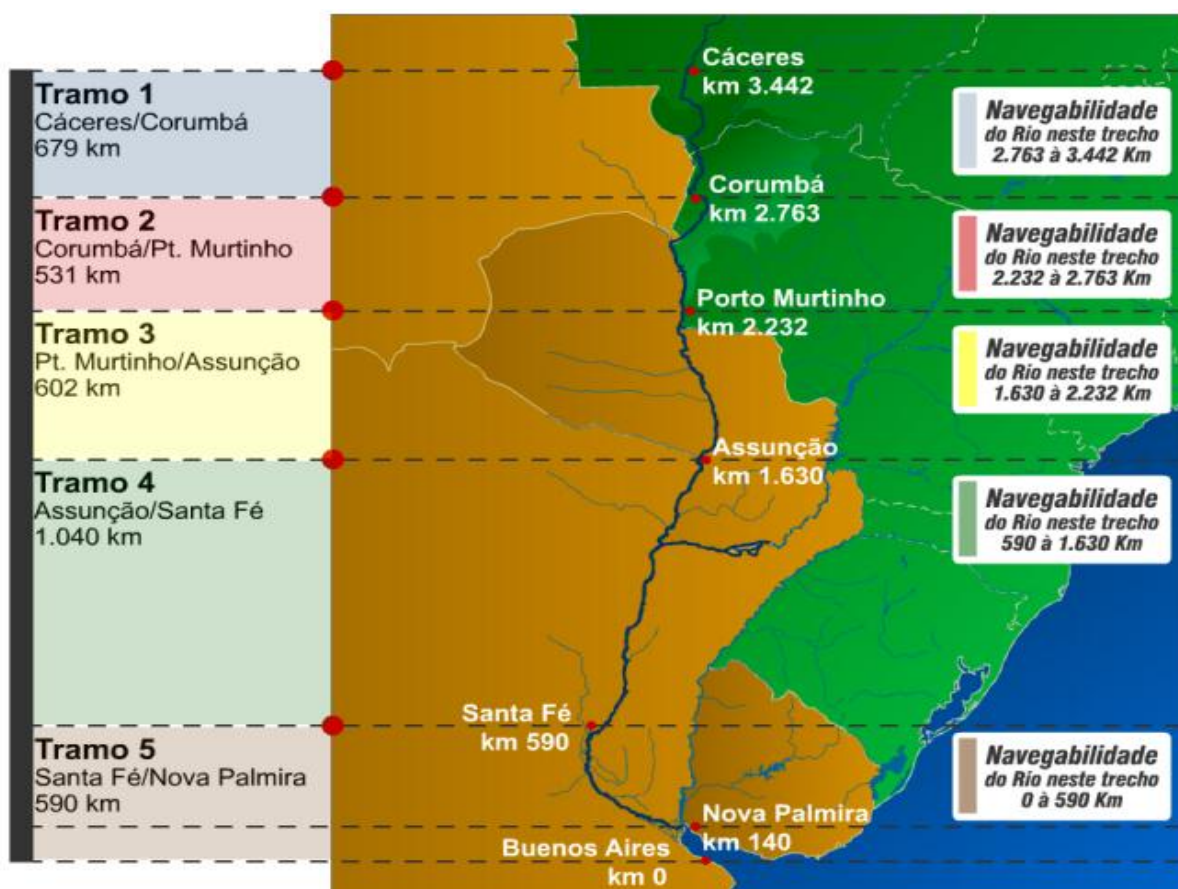 Tramo 1
Cáceres/Corumbá
679 km
Tramo 2
Corumbá/Pt. Murtinho
531 km
Tramo 3
Pt. Murtinho/Assunção
602 km
Tramo 4
Assunção/Santa Fé
1.040 km
Tramo 5
Santa Fé/Nova Palmira
590 km
Cáceres
km 3.442
Corumbá
km 2.763
Porto Murtinho
km 2.232
Assunção
km 1.630
Santa Fé
km 590
Nova Palmira
km 140
Buenos Aires
km 0
Navegabilidade
do Rio neste trecho
2.763 à 3.442 Km
Navegabilidade
do Rio neste trecho
2.232 à 2.763 Km
Navegabilidade
do Rio neste trecho
1.630 à 2.232 Km
Navegabilidade
do Rio neste trecho
590 à 1.630 Km
Navegabilidade
do Rio neste trecho
0 à 590 Km